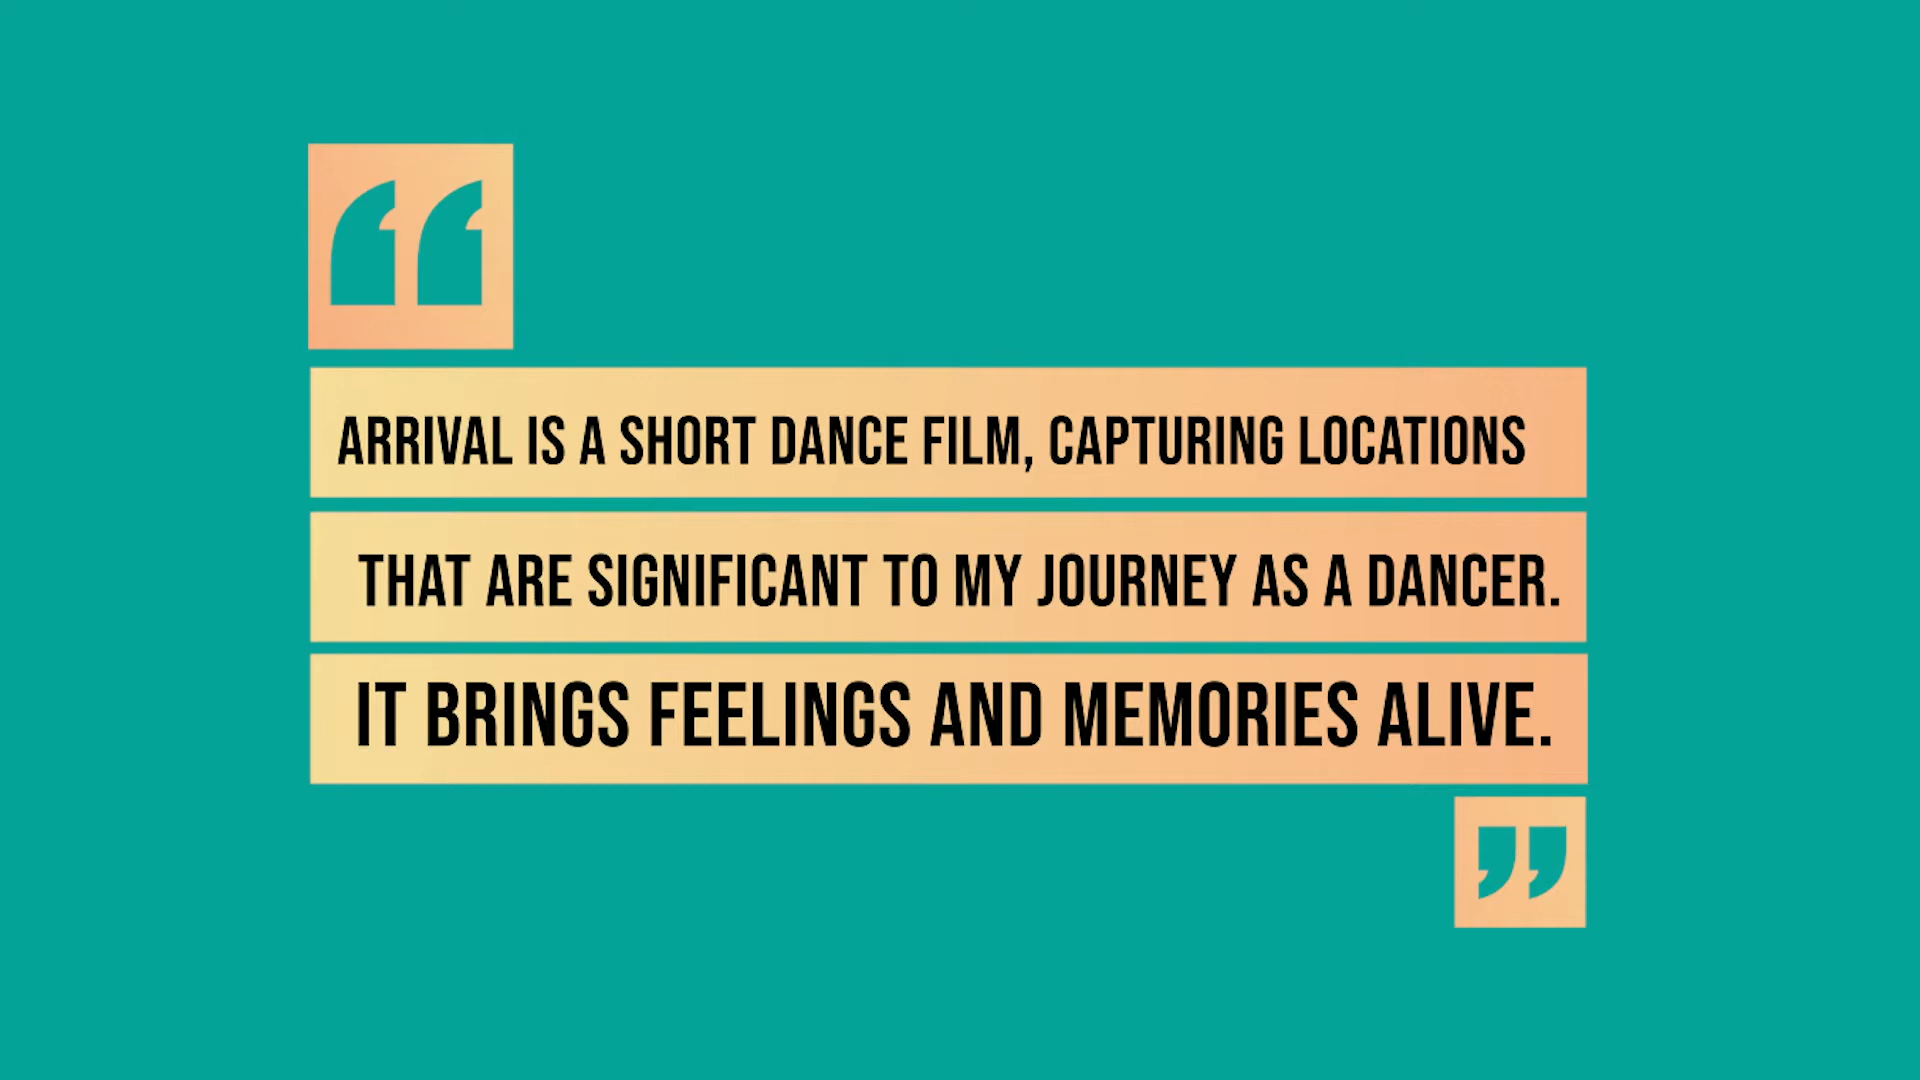 “
ARRIVAL IS A SHORT DANCE FILM, CAPTURING LOCATIONS
THAT ARE SIGNIFICANT TO MY JOURNEY AS A DANCER.
IT BRINGS FEELINGS AND MEMORIES ALIVE.
”